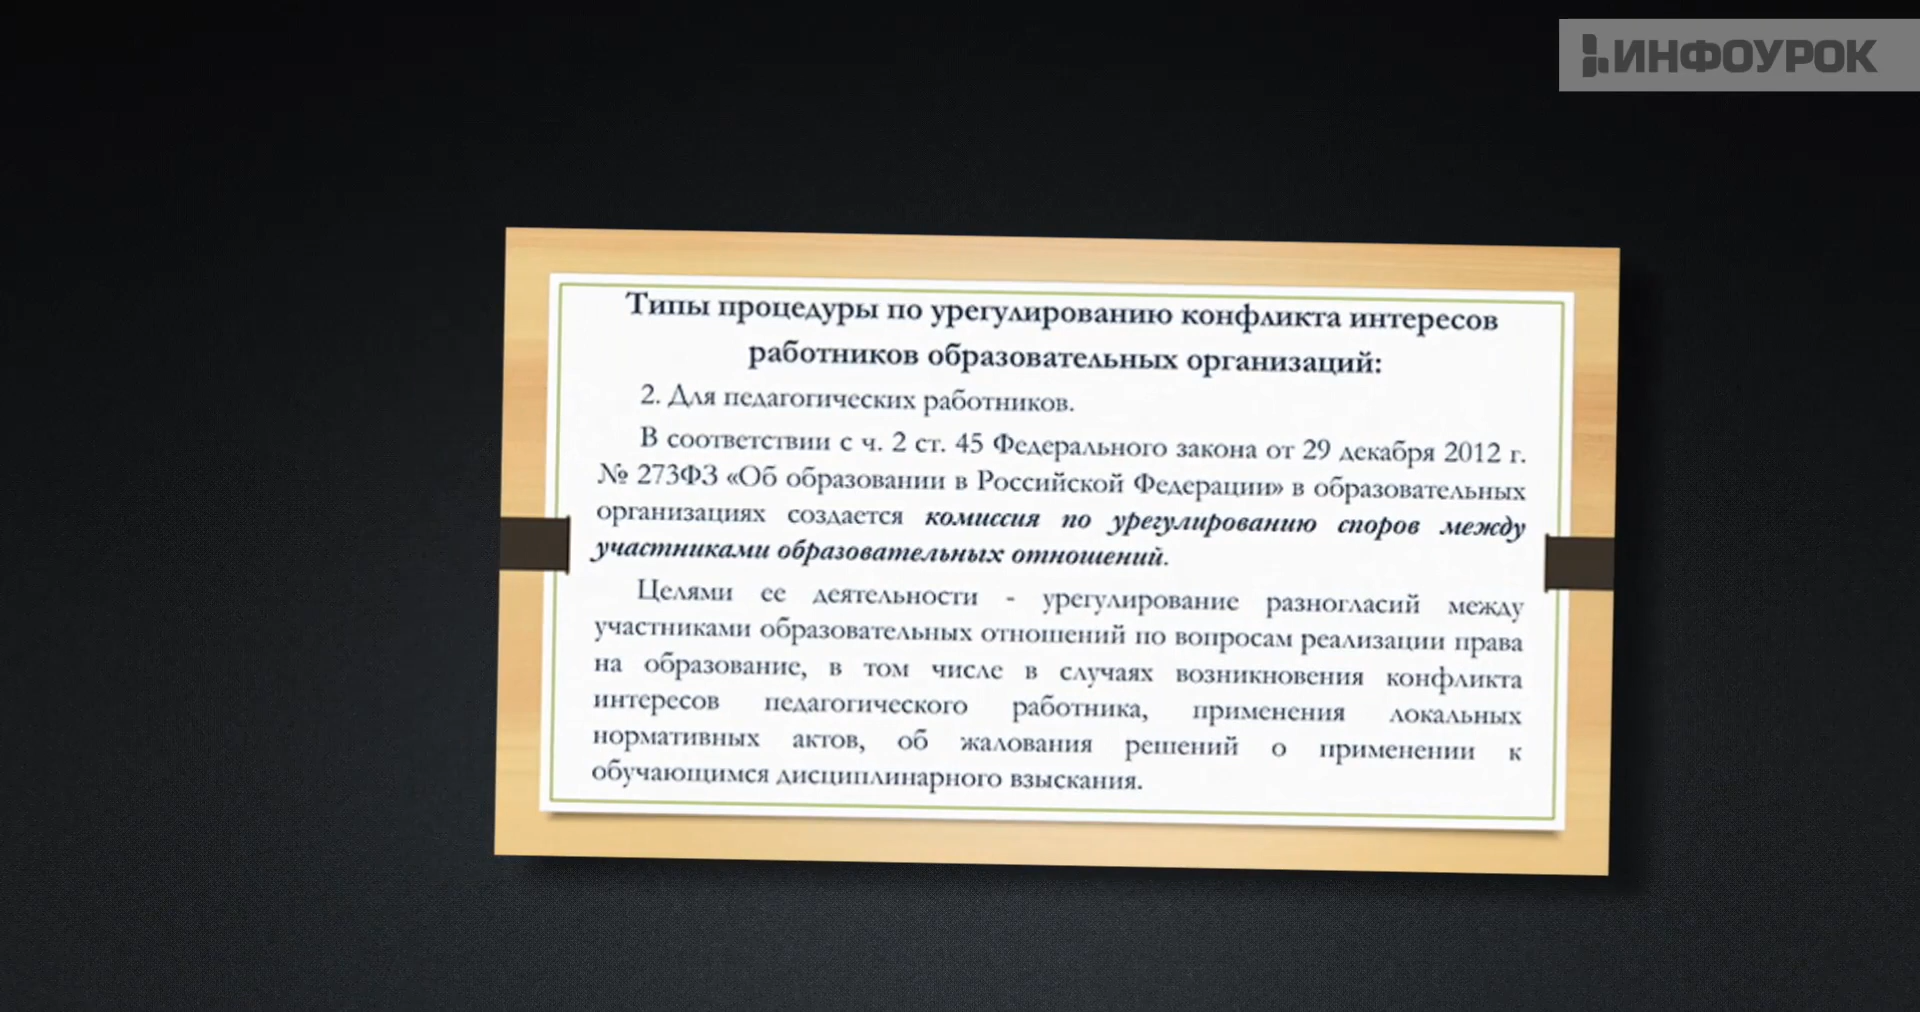 ИНФОУРОК
Типы процедуры по урегулированию конфликта интересов
работников образовательных организаций:
2. Для педагогических работников.
В соответствии с ч. 2 ст. 45 Федерального закона от 29 декабря 2012 г.
№ 273ФЗ «Об образовании в Российской Федерации» в образовательных
организациях создается комиссия по урегулированию споров между
участниками образовательных отношений.
Целями ее деятельности - урегулирование разногласий между
участниками образовательных отношений по вопросам реализации права
на образование, в том числе в случаях возникновения конфликта
интересов педагогического работника, применения локальных
нормативных актов, об жалования решений о применении к
обучающимся дисциплинарного взыскания.